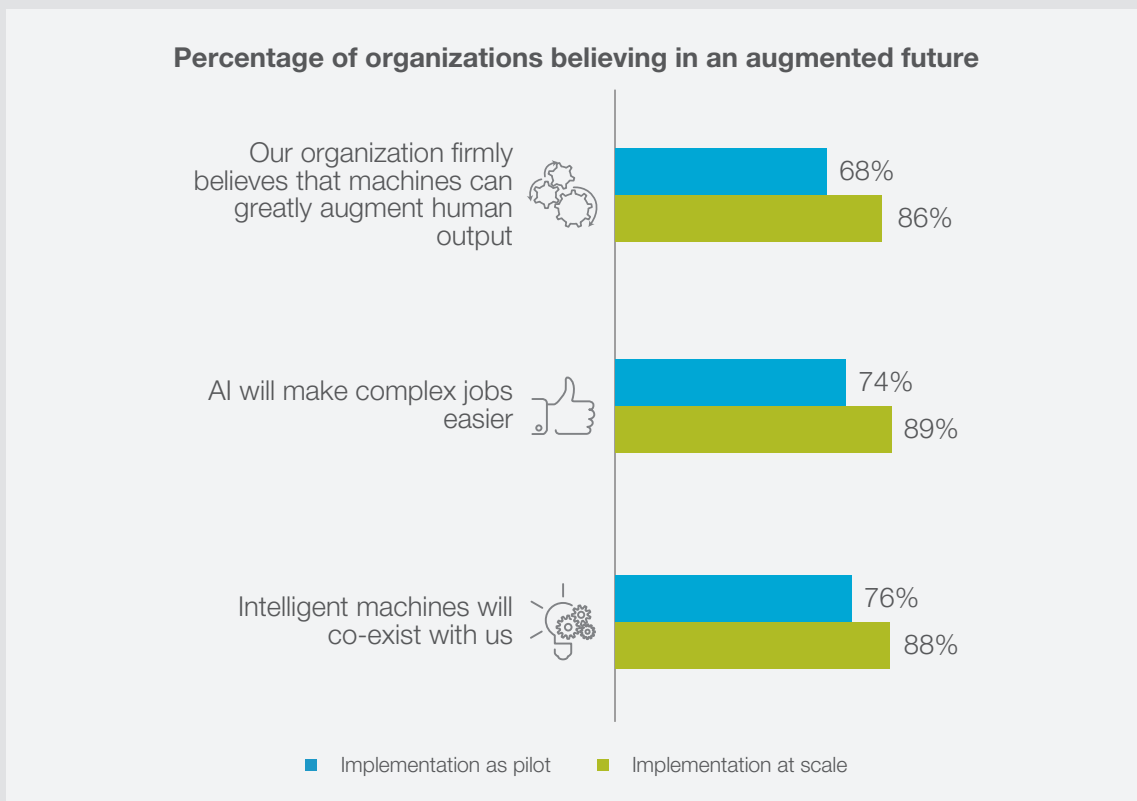 Percentage of organizations believing in an augmented future
Our organization firmly
believes that machines can
greatly augment human
output
68%
86%
AI will make complex jobs
easier
74%
89%
Intelligent machines will
co-exist with us
76%
88%
Implementation as pilot
Implementation at scale